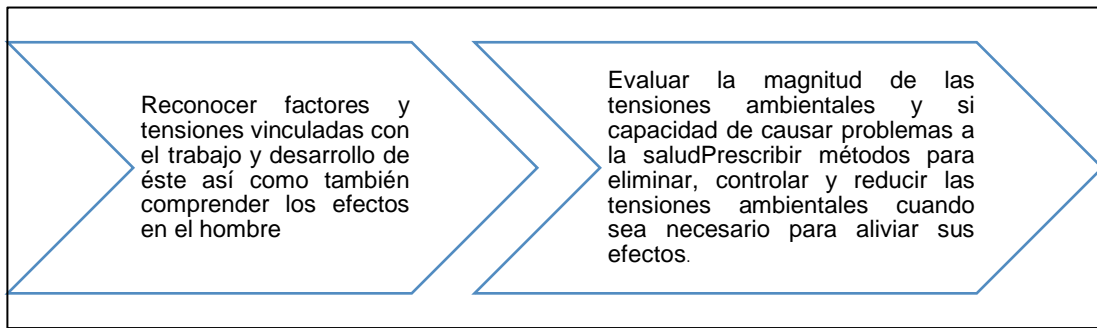 Reconocer factores y
tensiones vinculadas con
el trabajo y desarrollo de
éste así como también
comprender los efectos
en el hombre
Evaluar la magnitud de las
tensiones ambientales y si
capacidad de causar problemas a
la saludPrescribir métodos para
eliminar, controlar y reducir las
tensiones ambientales cuando
sea necesario para aliviar sus
efectos.